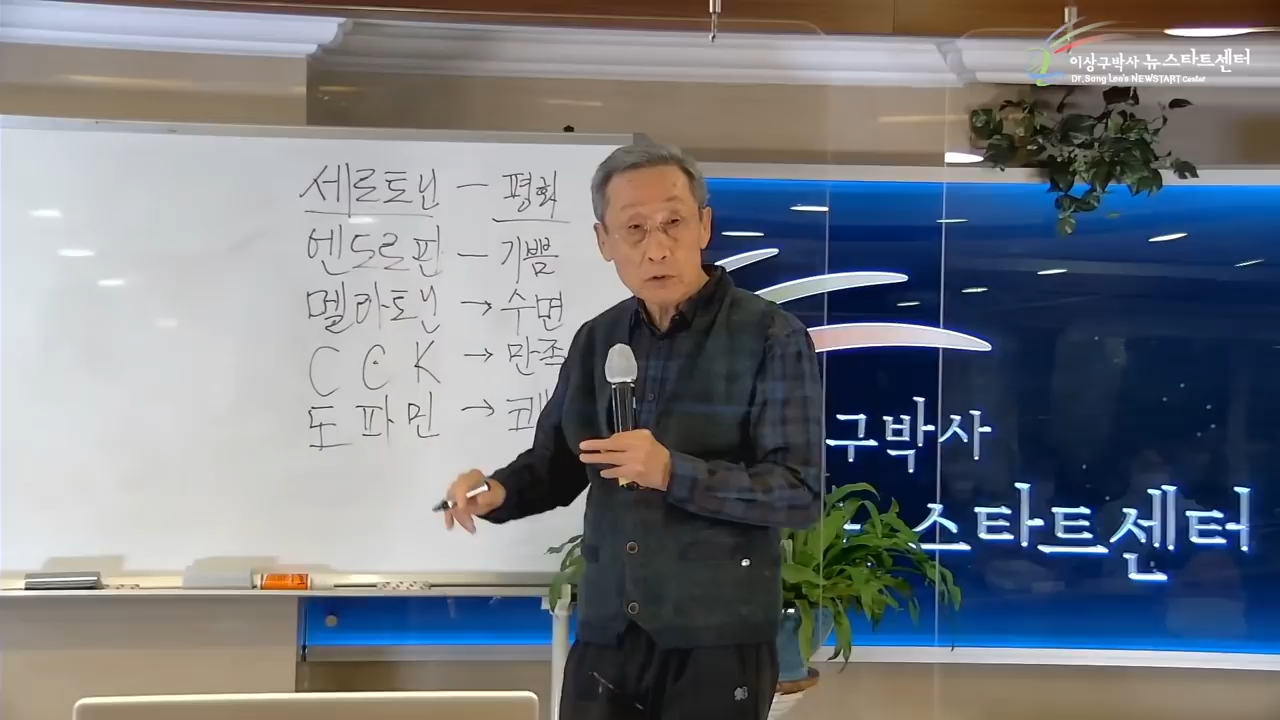 이상구박사 뉴스타트센터
Dr. Sang Lee's NEWSTART Center
세로토닌 - 평화
엔도르핀 - 기쁨
멜라토닌 → 수면
C C K → 만족
도파민 →
구박사
스타트센터